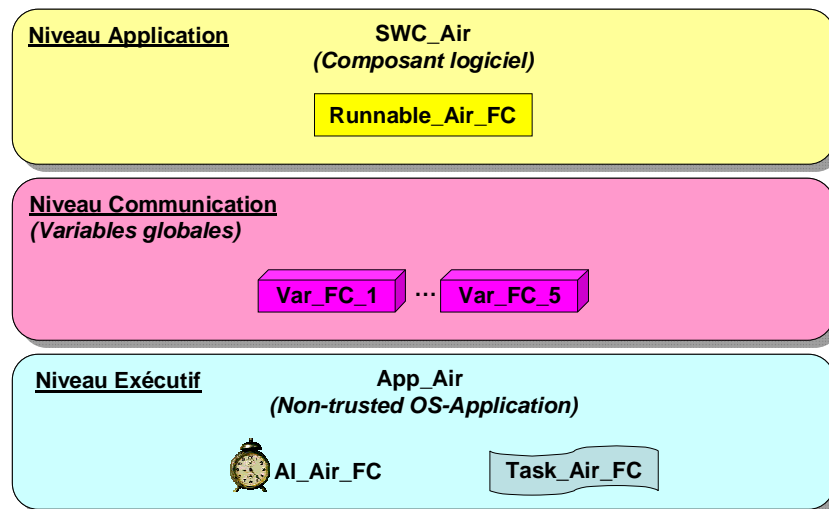 Niveau Application
SWC_Air
(Composant logiciel)
Runnable_Air_FC
Niveau Communication
(Variables globales)
Var_FC_1 ... Var_FC_5
Niveau Exécutif
App_Air
(Non-trusted OS-Application)
Al_Air_FC
Task_Air_FC